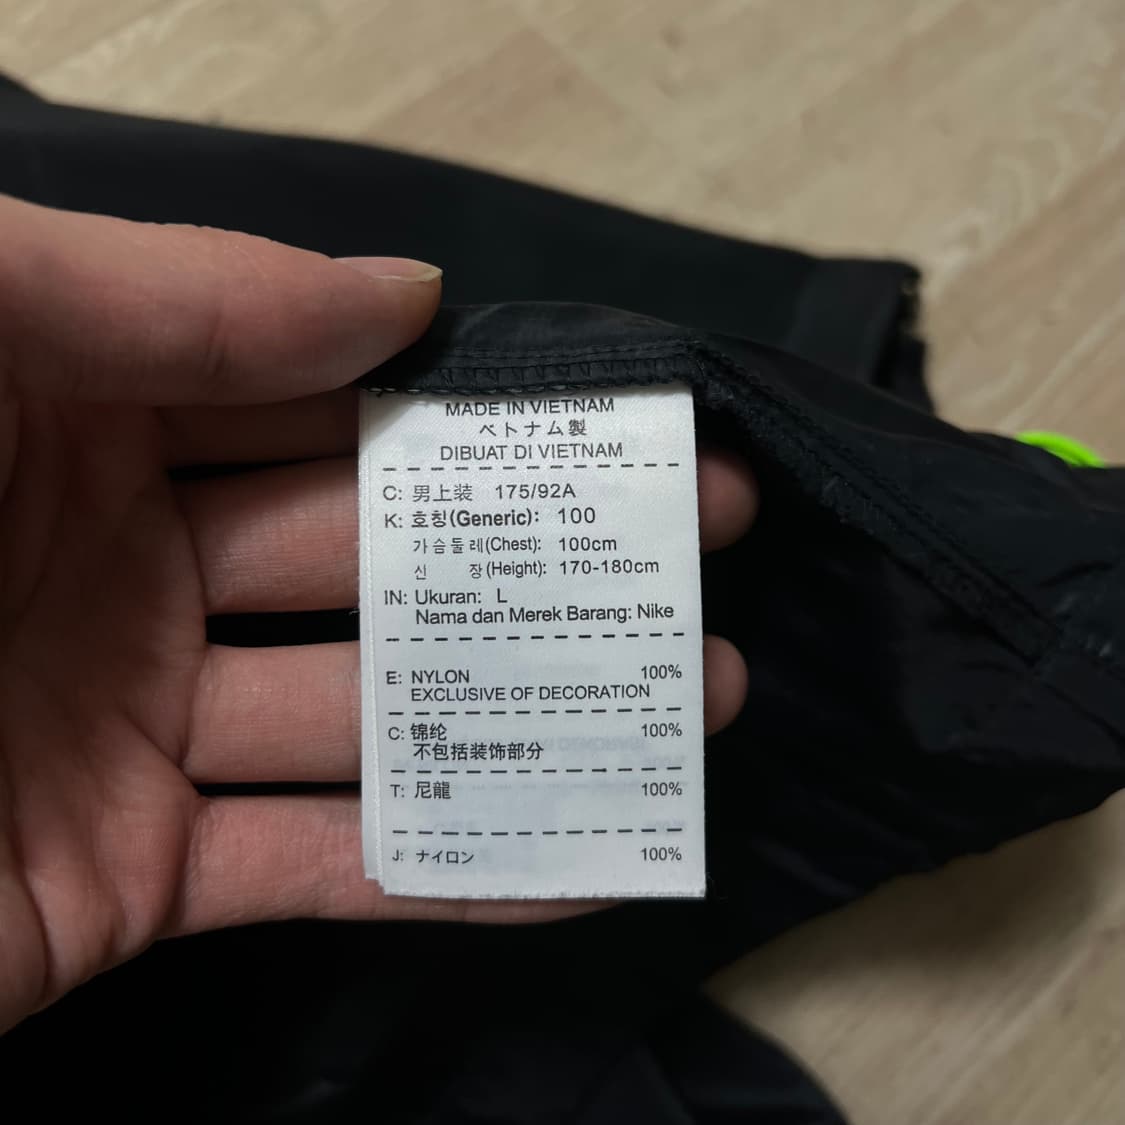 MADE IN VIETNAM
ベトナム製
DIBUAT DI VIETNAM
C: 男上装 175/92A
K: 호칭(Generic): 100
가슴둘레(Chest): 100cm
신 장(Height): 170-180cm
IN: Ukuran: L
Nama dan Merek Barang: Nike
E: NYLON 100%
EXCLUSIVE OF DECORATION
C: 锦纶 100%
不包括装饰部分
T: 尼龍 100%
J: ナイロン 100%